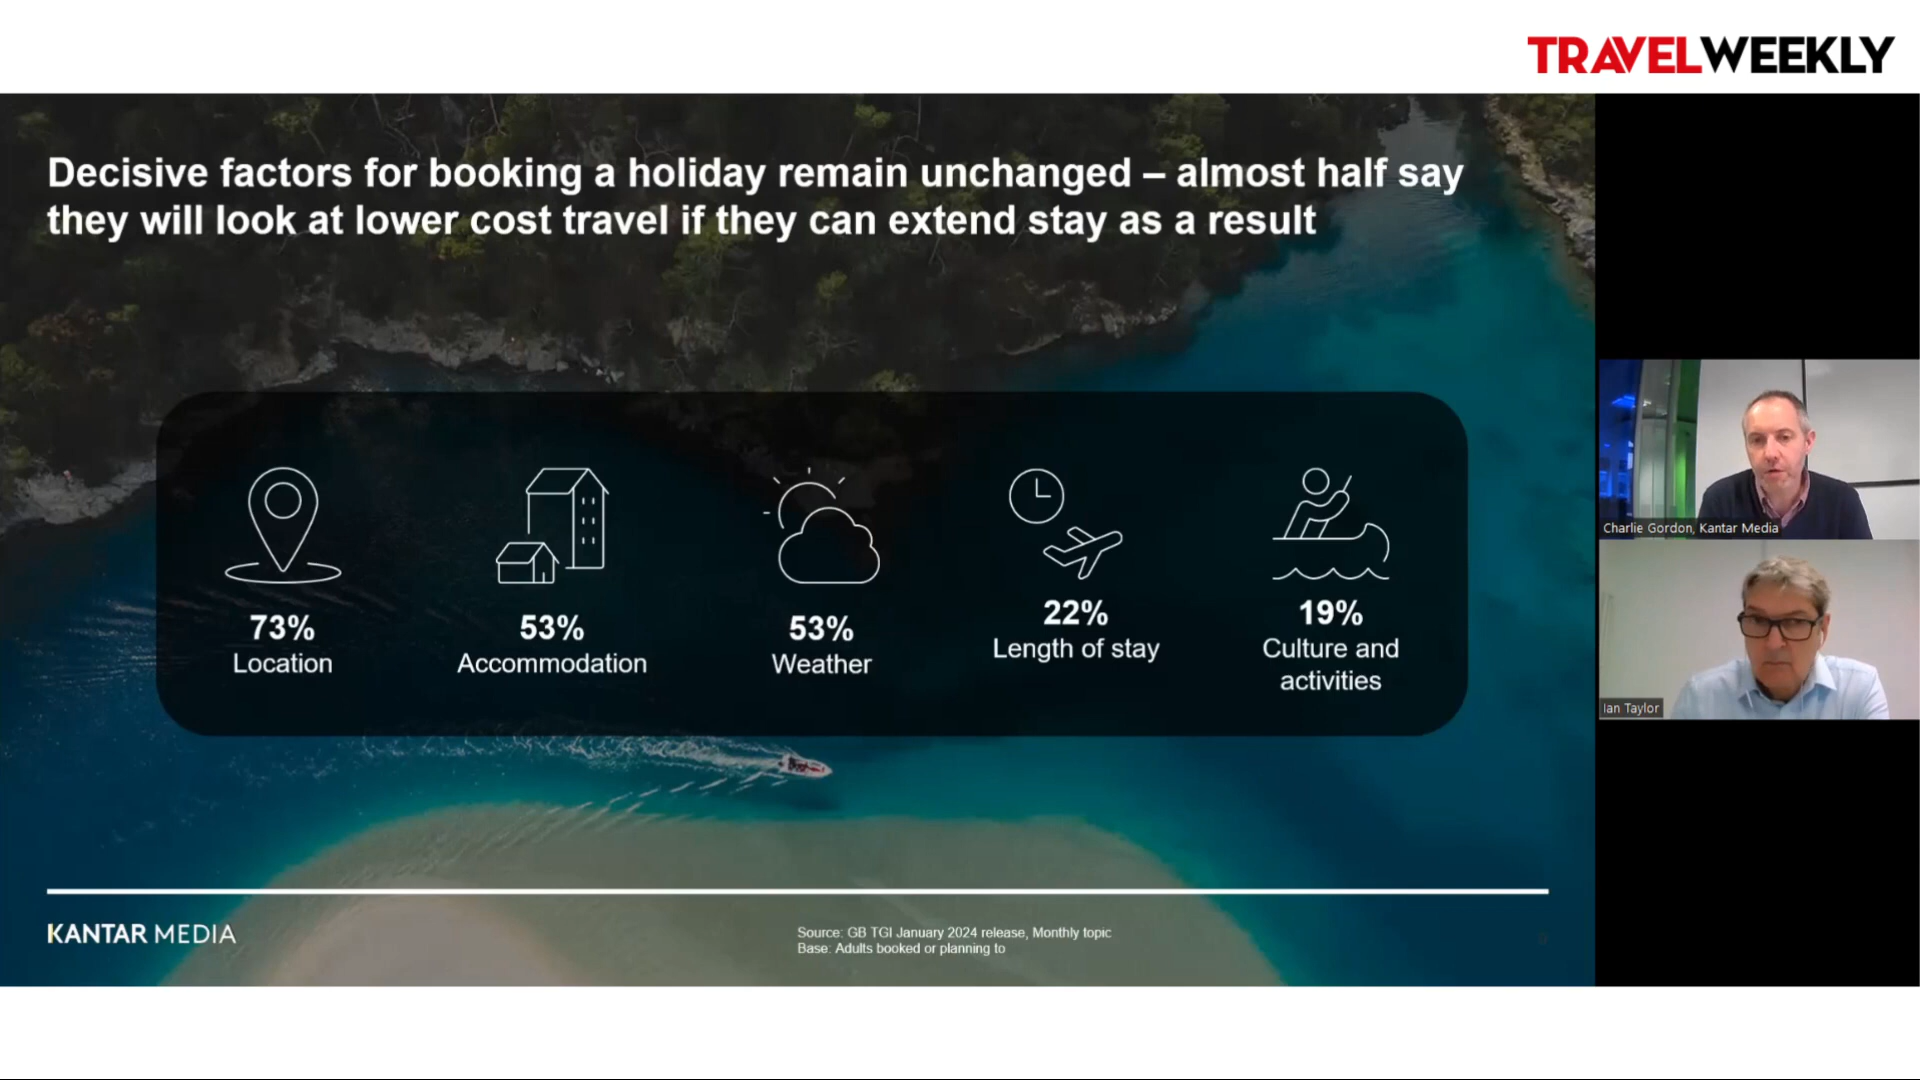 TRAVELWEEKLY
Decisive factors for booking a holiday remain unchanged – almost half say
they will look at lower cost travel if they can extend stay as a result
73%
Location
53%
Accommodation
53%
Weather
22%
Length of stay
19%
Culture and
activities
Charlie Gordon, Kantar Media
Ian Taylor
KANTAR MEDIA
Source: GB TGI January 2024 release, Monthly topic
Base: Adults booked or planning to